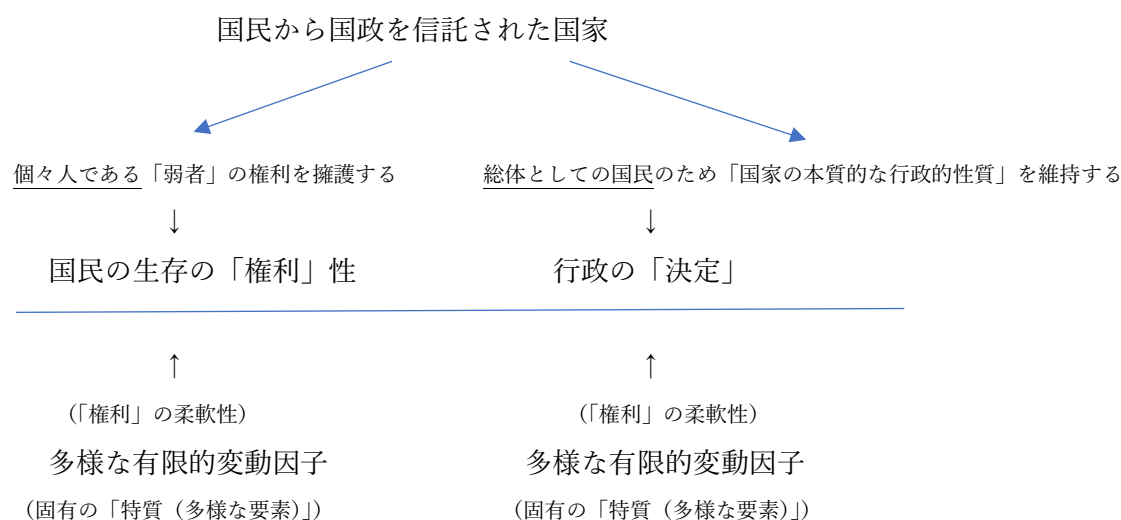 国民から国政を信託された国家
個々人である「弱者」の権利を擁護する
総体としての国民のため「国家の本質的な行政的性質」を維持する
↓
↓
国民の生存の「権利」性
行政の「決定」
↑
↑
（「権利」の柔軟性）
（「権利」の柔軟性）
多様な有限的変動因子
多様な有限的変動因子
（固有の「特質（多様な要素）」）
（固有の「特質（多様な要素）」）